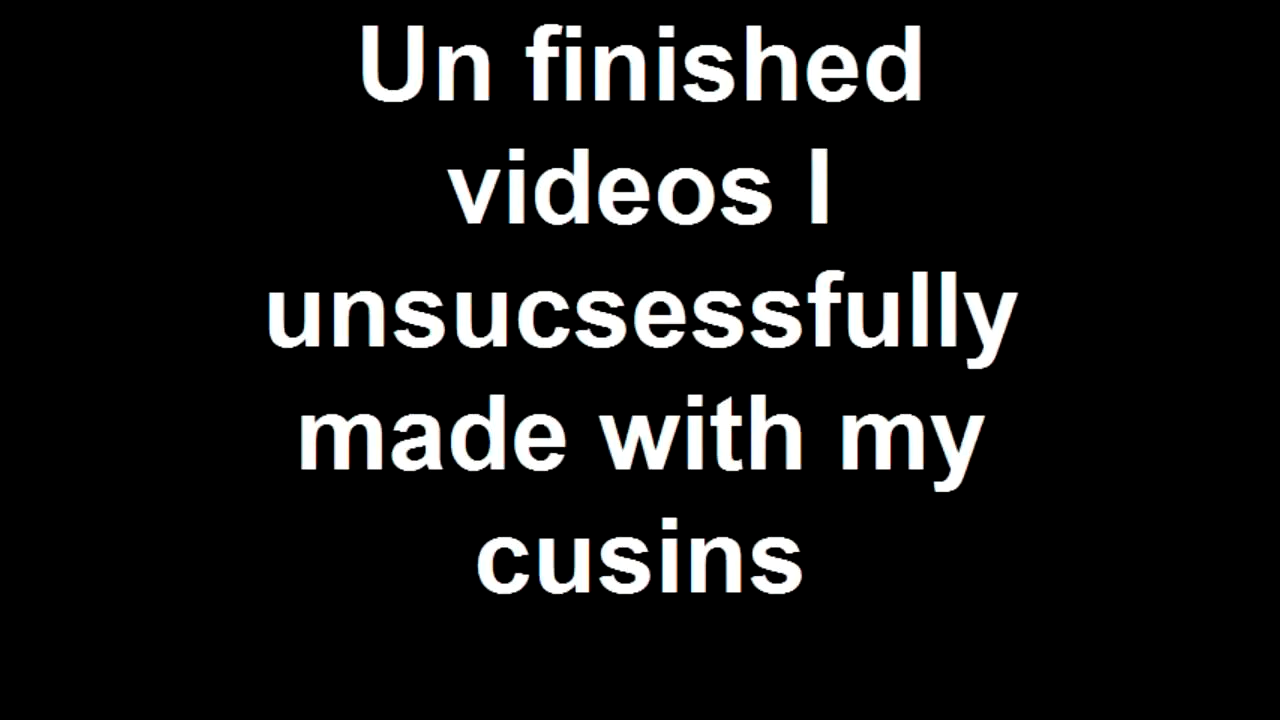 Un finished
videos I
unsucsessfully
made with my
cusins